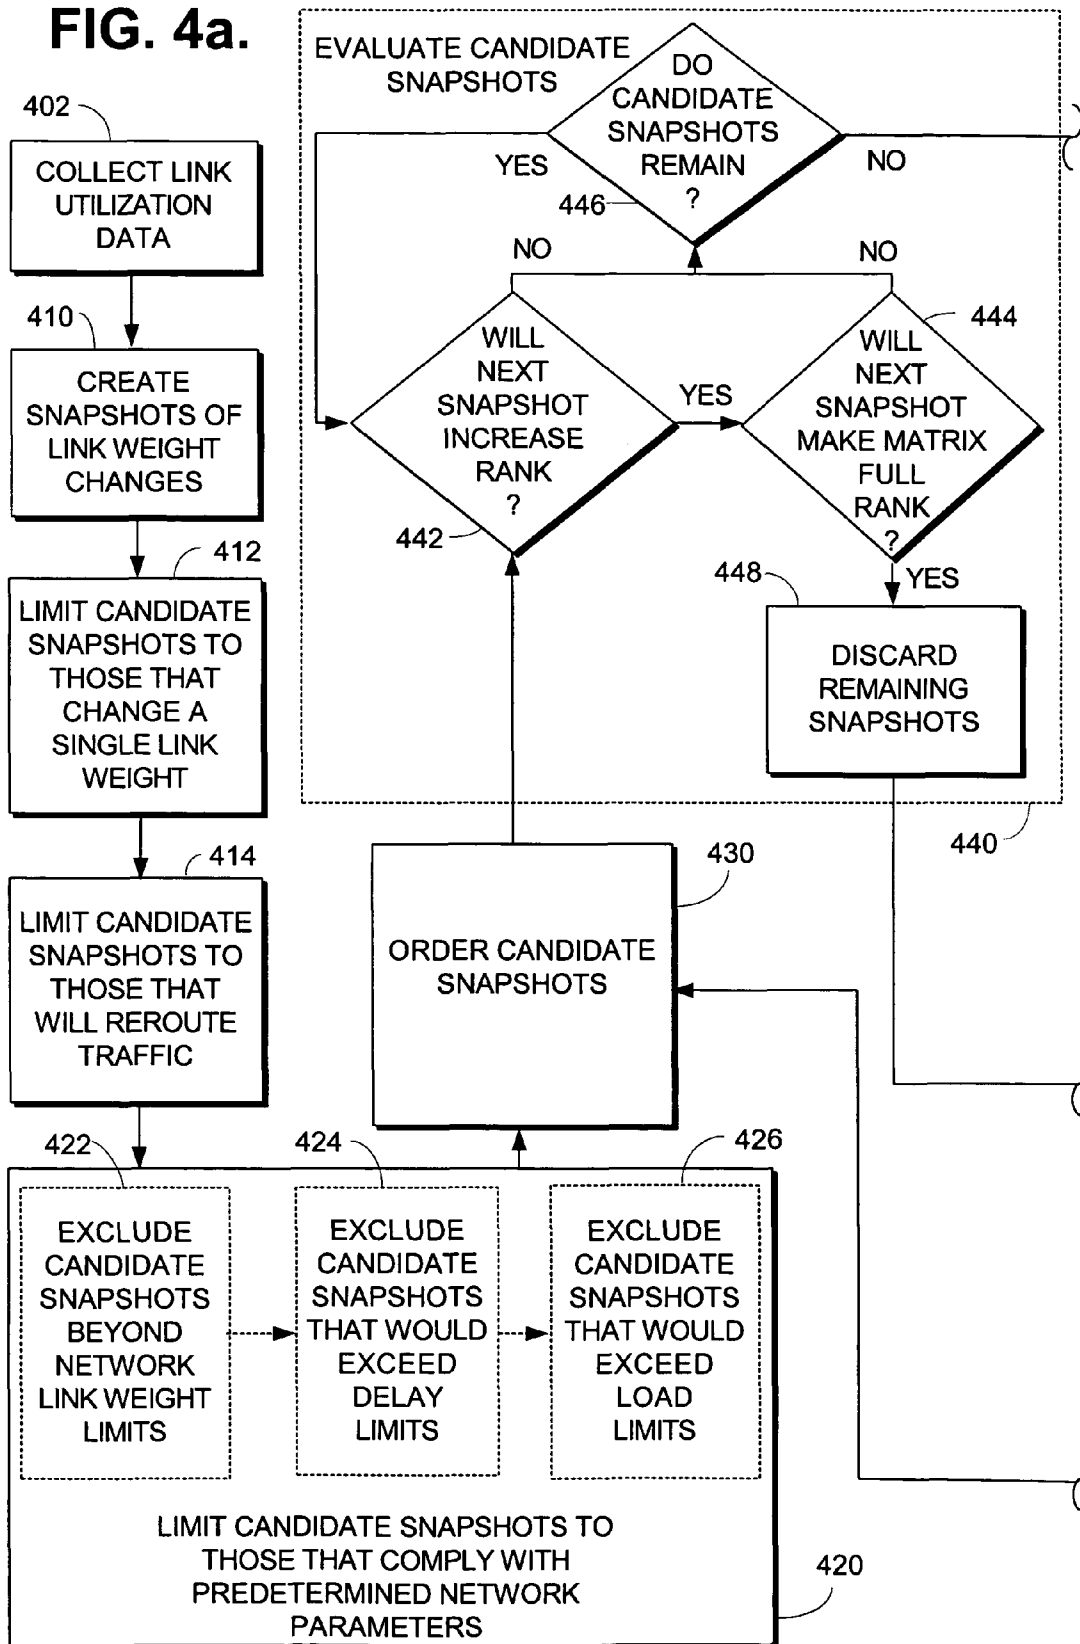 FIG. 4a.
402
COLLECT LINK
UTILIZATION
DATA
410
CREATE
SNAPSHOTS OF
LINK WEIGHT
CHANGES
412
LIMIT CANDIDATE
SNAPSHOTS TO
THOSE THAT
CHANGE A
SINGLE LINK
WEIGHT
414
LIMIT CANDIDATE
SNAPSHOTS TO
THOSE THAT
WILL REROUTE
TRAFFIC
422
EXCLUDE
CANDIDATE
SNAPSHOTS
BEYOND
NETWORK
LINK WEIGHT
LIMITS
424
EXCLUDE
CANDIDATE
SNAPSHOTS
THAT WOULD
EXCEED
DELAY
LIMITS
426
EXCLUDE
CANDIDATE
SNAPSHOTS
THAT WOULD
EXCEED
LOAD
LIMITS
LIMIT CANDIDATE SNAPSHOTS TO
THOSE THAT COMPLY WITH
PREDETERMINED NETWORK
PARAMETERS
420
430
ORDER CANDIDATE
SNAPSHOTS
EVALUATE CANDIDATE
SNAPSHOTS
440
WILL
NEXT
SNAPSHOT
INCREASE
RANK
?
442
NO
YES
WILL
NEXT
SNAPSHOT
MAKE MATRIX
FULL
RANK
?
444
NO
YES
DO
CANDIDATE
SNAPSHOTS
REMAIN
?
446
YES
NO
448
DISCARD
REMAINING
SNAPSHOTS